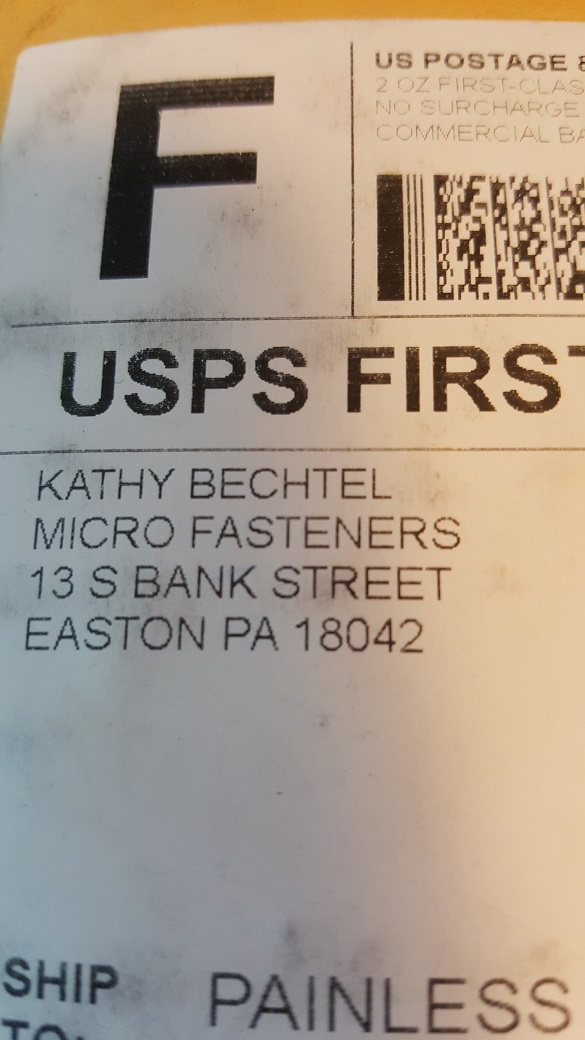 F
US POSTAGE
2 OZ FIRST-CLAS
NO SURCHARGE
COMMERCIAL BA
USPS FIRST
KATHY BECHTEL
MICRO FASTENERS
13 S BANK STREET
EASTON PA 18042
SHIP
TO:
PAINLESS